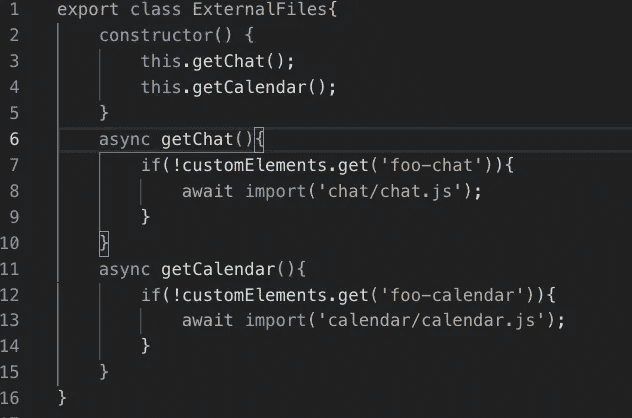 1 export class ExternalFiles{
2 constructor() {
3 this.getChat();
4 this.getCalendar();
5 }
6 async getChat(){
7 if(!customElements.get('foo-chat')){
8 await import('chat/chat.js');
9 }
10 }
11 async getCalendar(){
12 if(!customElements.get('foo-calendar')){
13 await import('calendar/calendar.js');
14 }
15 }
16 }